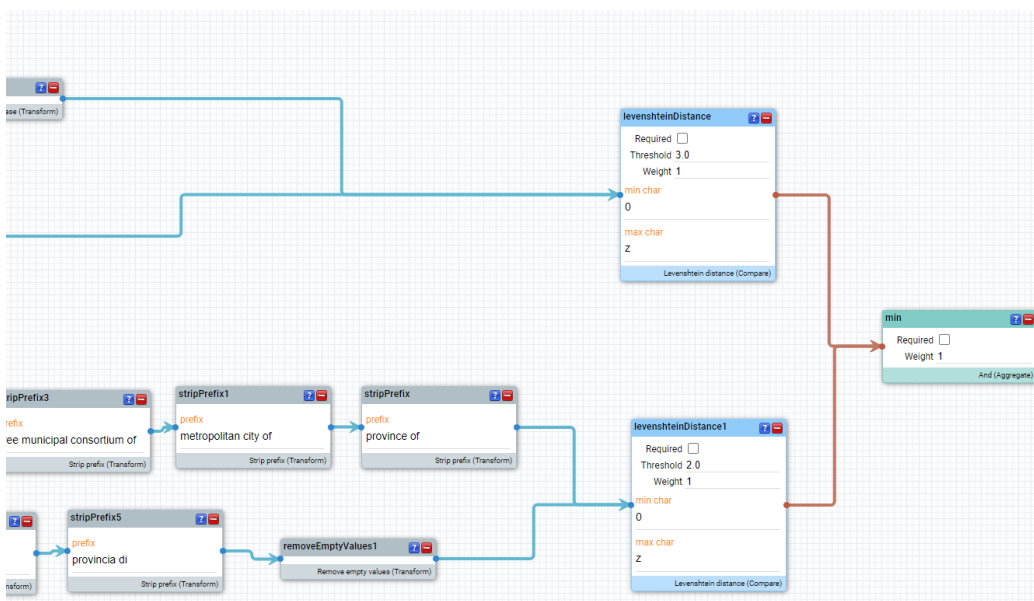 ase (Transform)
levenshteinDistance
Required
Threshold 3.0
Weight 1
min char
0
max char
z
Levenshtein distance (Compare)
min
Required
Weight 1
And (Aggregate)
ripPrefix3
refix
ee municipal consortium of
Strip prefix (Transform)
stripPrefix1
prefix
metropolitan city of
Strip prefix (Transform)
stripPrefix
prefix
province of
Strip prefix (Transform)
levenshteinDistance1
Required
Threshold 2.0
Weight 1
min char
0
max char
z
Levenshtein distance (Compare)
nsform)
stripPrefix5
prefix
provincia di
Strip prefix (Transform)
removeEmptyValues1
Remove empty values (Transform)